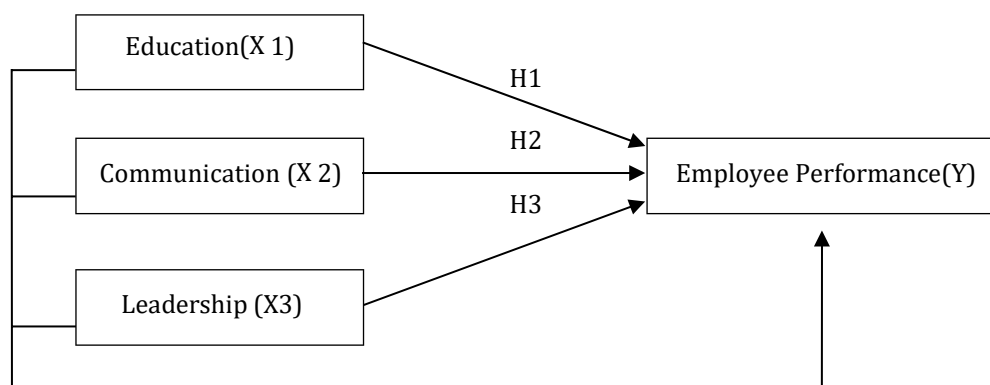 Education(X 1)
H1
H2
Communication (X 2)
Employee Performance(Y)
H3
Leadership (X3)